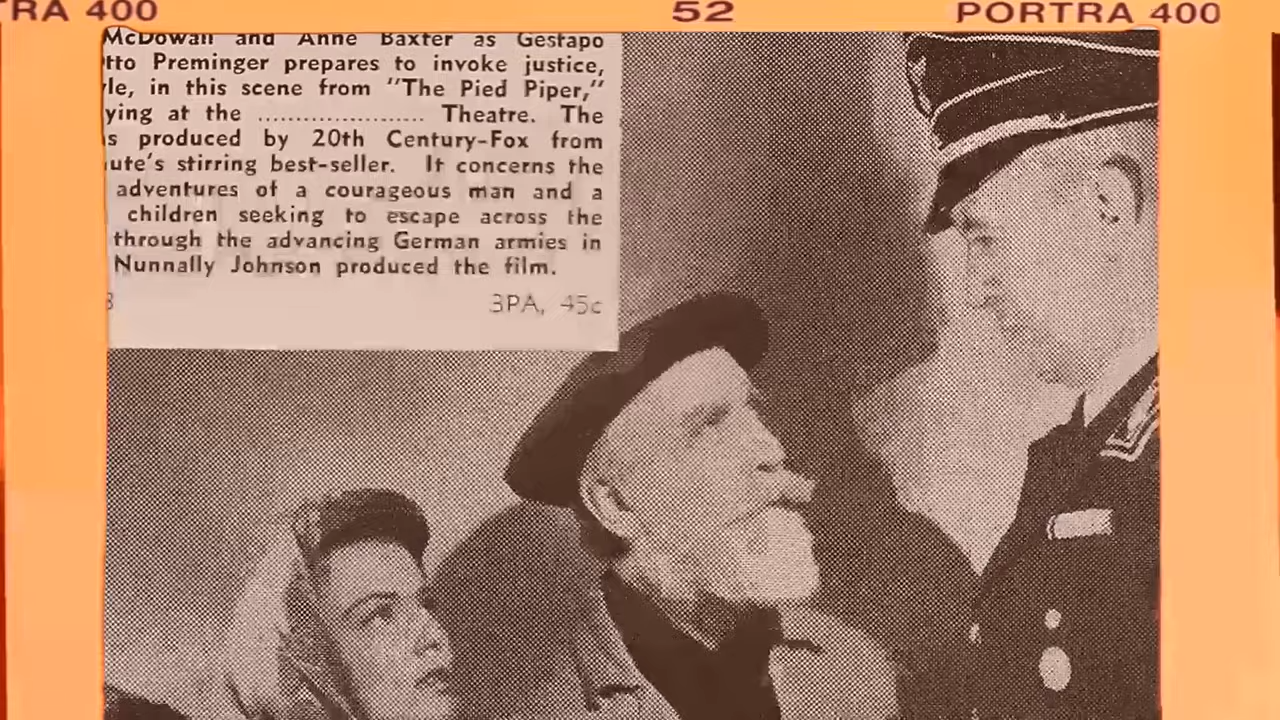 TRA 400 52 PORTRA 400
McDowall and Anne Baxter as Gestapo
tto Preminger prepares to invoke justice,
le, in this scene from "The Pied Piper,"
ying at the ..................... Theatre. The
s produced by 20th Century-Fox from
ute's stirring best-seller. It concerns the
adventures of a courageous man and a
children seeking to escape across the
through the advancing German armies in
Nunnally Johnson produced the film.
3PA, 45c